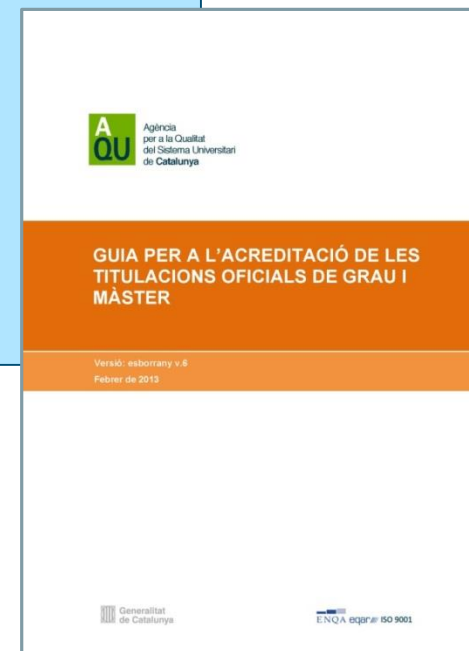 AQU
Agència
per a la Qualitat
del Sistema Universitari
de Catalunya
GUIA PER A L'ACREDITACIÓ DE LES
TITULACIONS OFICIALS DE GRAU I
MÀSTER
Versió: esborrany v.6
Febrer de 2013
Generalitat
de Catalunya
ENQA eqar ISO 9001